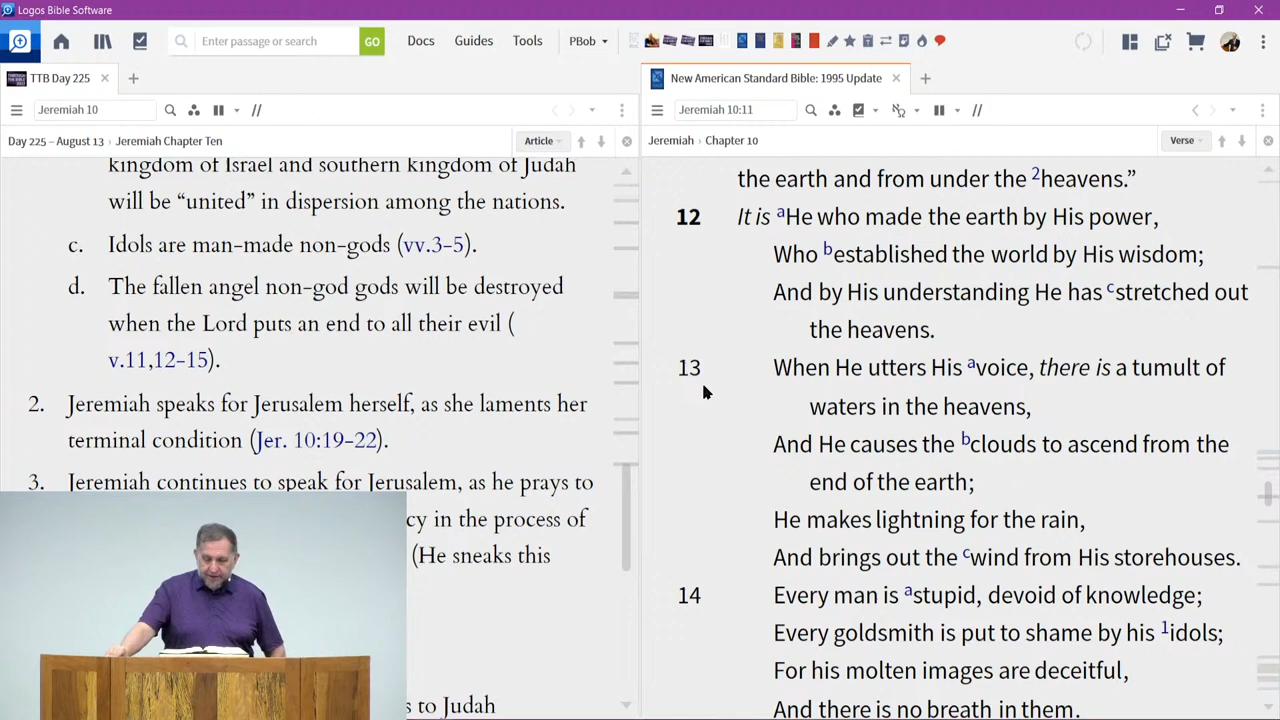 Logos Bible Software
Enter passage or search
GO
Docs
Guides
Tools
PBob
TTB Day 225
Jeremiah 10
Day 225 – August 13 › Jeremiah Chapter Ten
Article
kingdom of Israel and southern kingdom of Judah
will be “united” in dispersion among the nations.
c. Idols are man-made non-gods (vv.3–5).
d. The fallen angel non-god gods will be destroyed
when the Lord puts an end to all their evil (
v.11,12–15).
2. Jeremiah speaks for Jerusalem herself, as she laments her
terminal condition (Jer. 10:19–22).
3. Jeremiah continues to speak for Jerusalem, as he prays to
cy in the process of
(He sneaks this
s to Judah
New American Standard Bible: 1995 Update
Jeremiah 10:11
Jeremiah › Chapter 10
Verse
the earth and from under the 2heavens.”
12 It is aHe who made the earth by His power,
Who bestablished the world by His wisdom;
And by His understanding He has cstretched out
the heavens.
13 When He utters His avoice, there is a tumult of
waters in the heavens,
And He causes the bclouds to ascend from the
end of the earth;
He makes lightning for the rain,
And brings out the cwind from His storehouses.
14 Every man is astupid, devoid of knowledge;
Every goldsmith is put to shame by his 1idols;
For his molten images are deceitful,
And there is no breath in them.